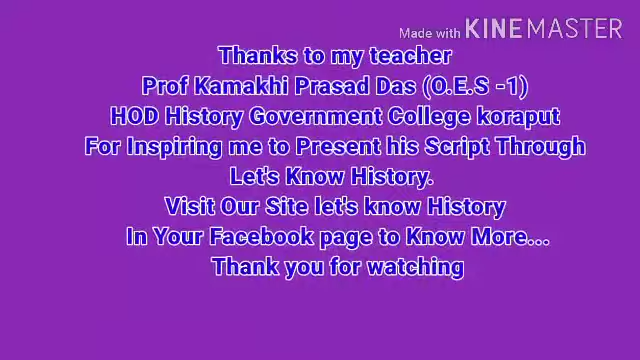 Made with KINEMASTER
Thanks to my teacher
Prof Kamakhi Prasad Das (O.E.S -1)
HOD History Government College koraput
For Inspiring me to Present his Script Through
Let's Know History.
Visit Our Site let's know History
In Your Facebook page to Know More...
Thank you for watching